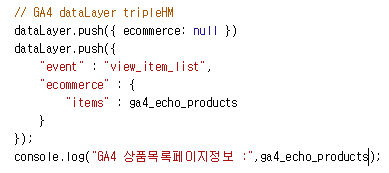 // GA4 dataLayer tripleHM
dataLayer.push({ ecommerce: null })
dataLayer.push({
"event" : "view_item_list",
"ecommerce" : {
"items" : ga4_echo_products
}
});
console.log("GA4 상품목록페이지정보 :",ga4_echo_products);